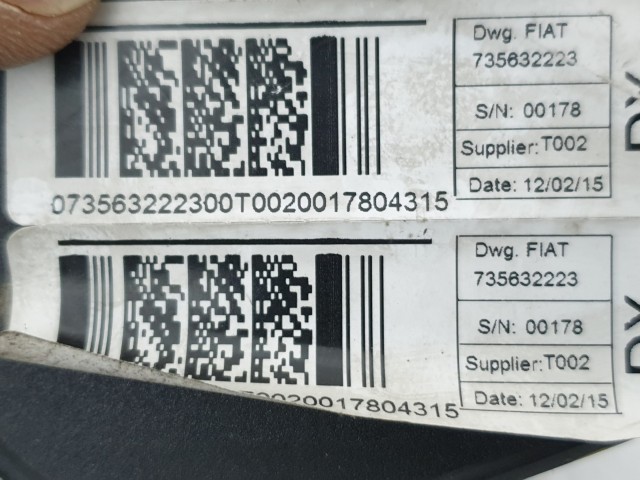 Dwg. FIAT
735632223
S/N: 00178
Supplier: T002
Date: 12/02/15
073563222300T0020017804315
Dwg. FIAT
735632223
S/N: 00178
Supplier: T002
Date: 12/02/15
0020017804315